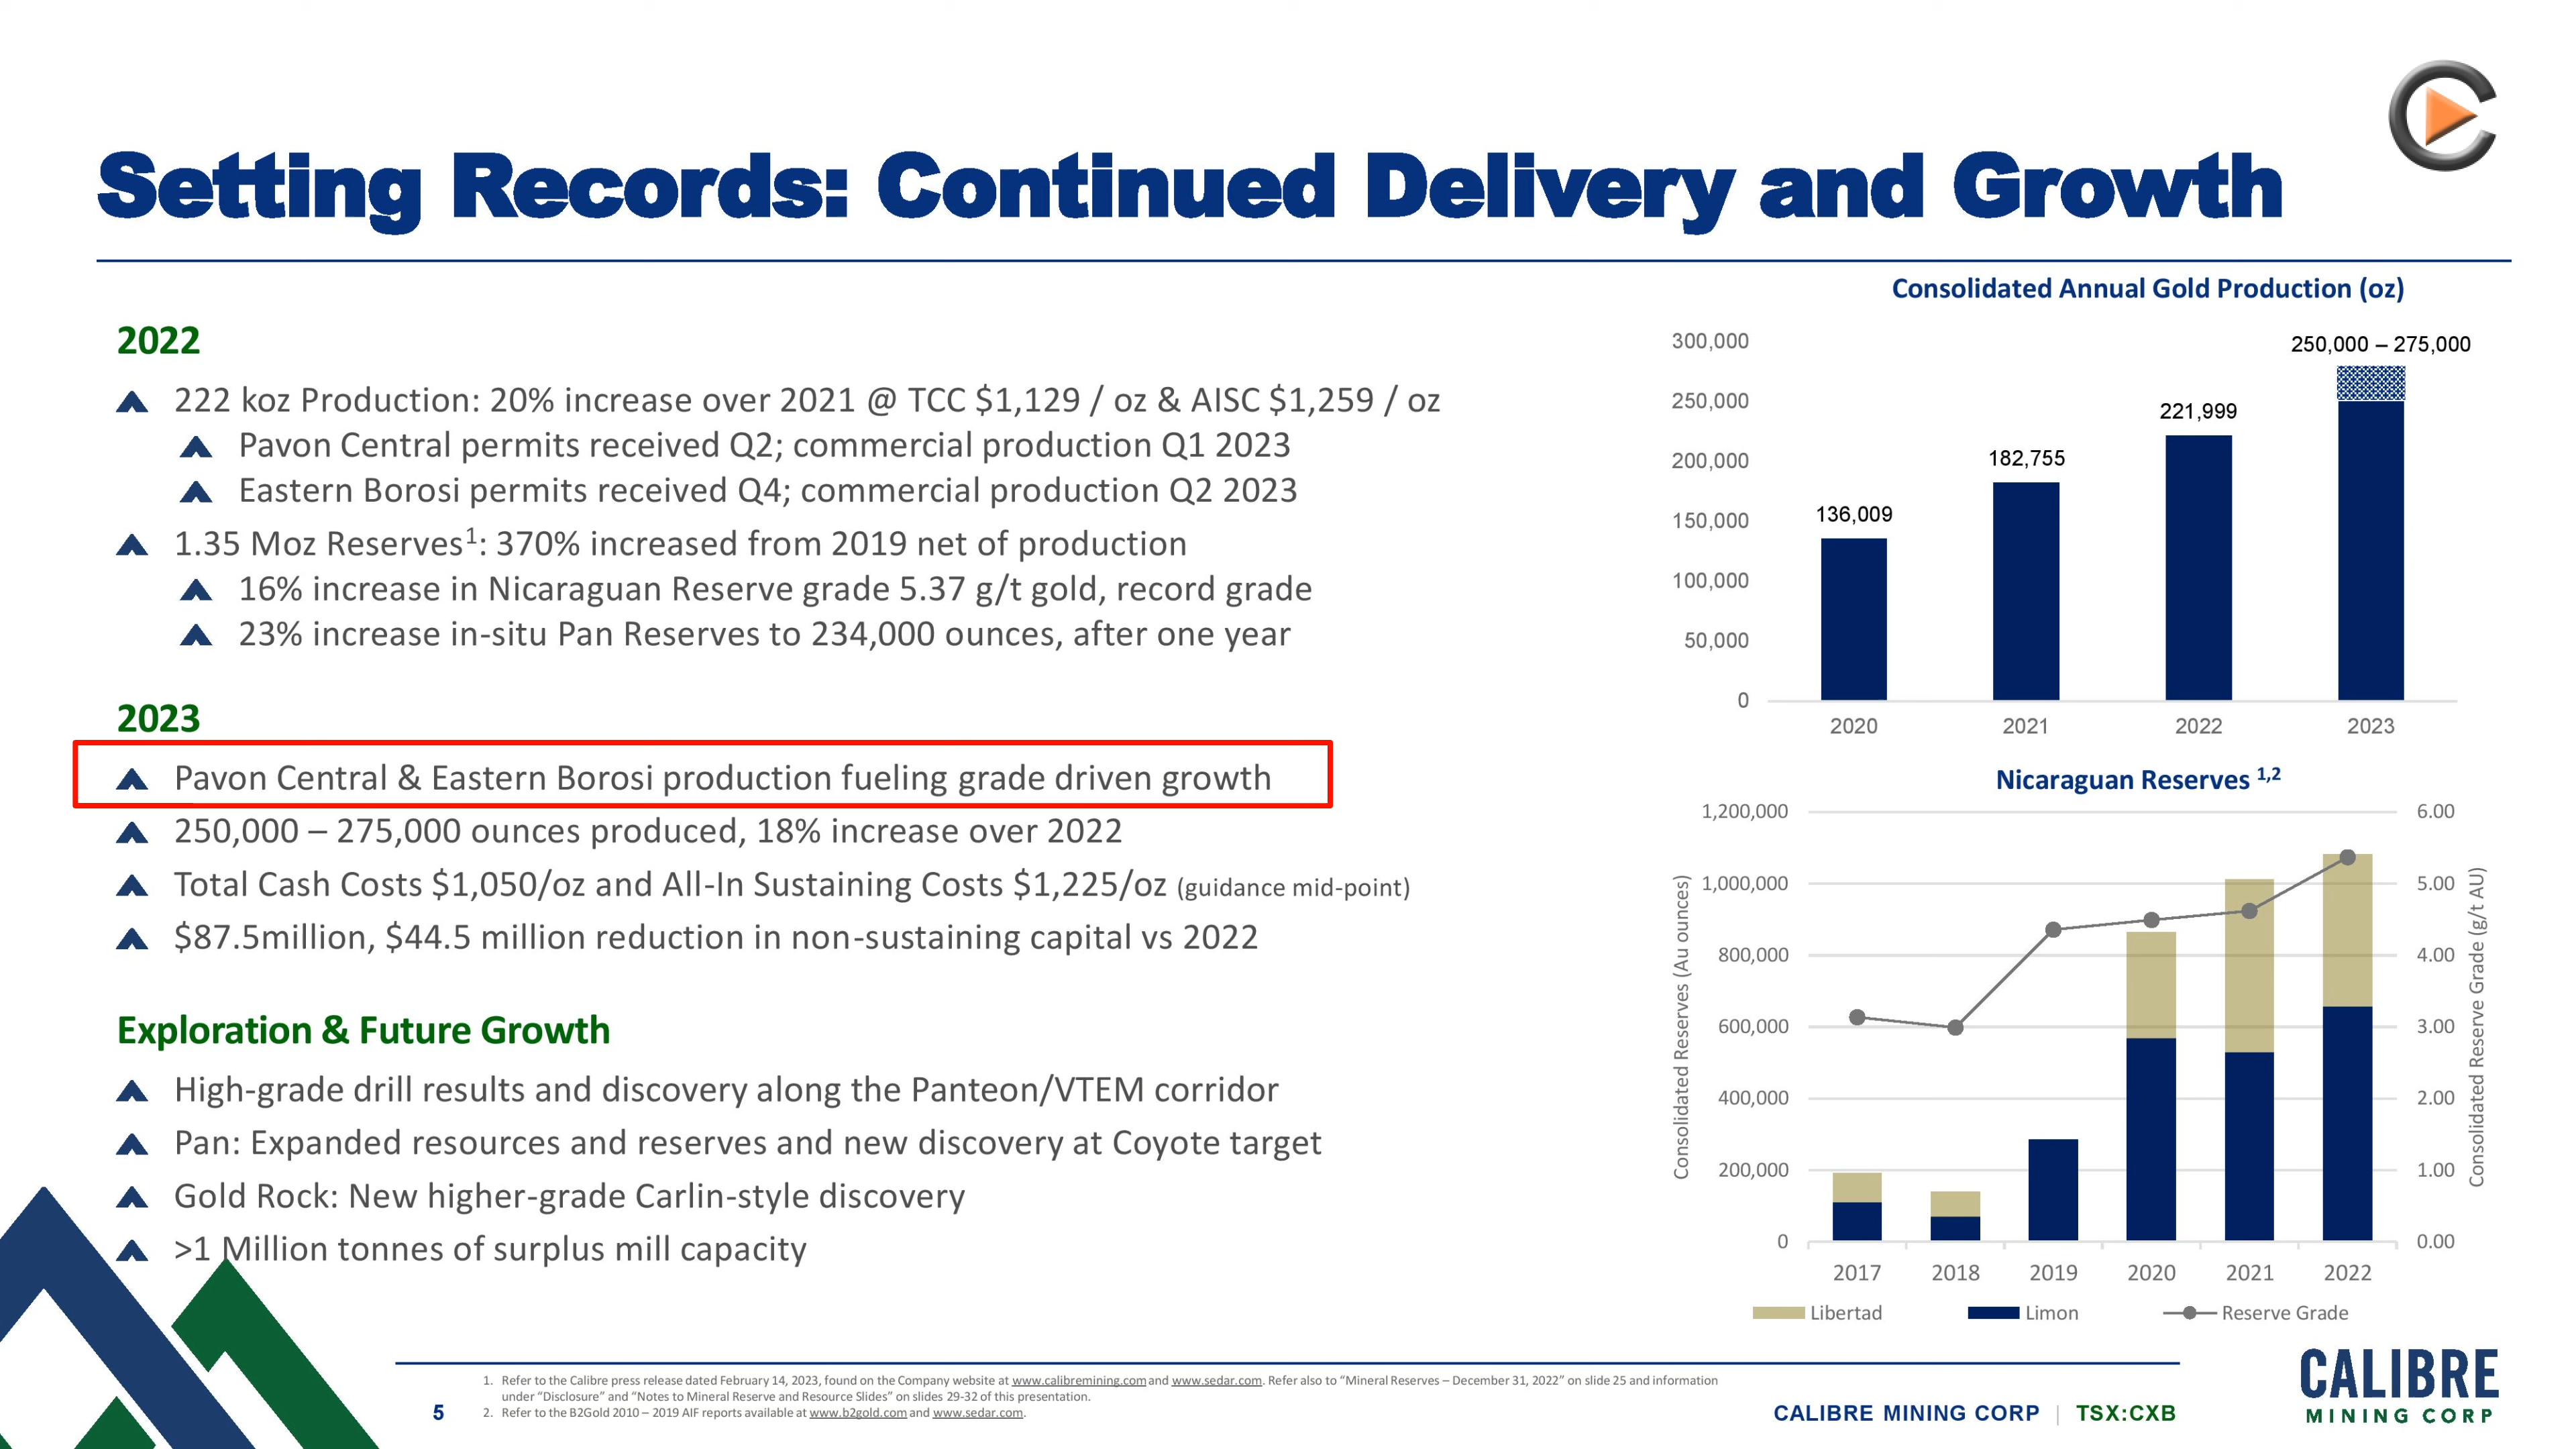 Setting Records: Continued Delivery and Growth
2022
222 koz Production: 20% increase over 2021 @ TCC $1,129 / oz & AISC $1,259 / oz
Pavon Central permits received Q2; commercial production Q1 2023
Eastern Borosi permits received Q4; commercial production Q2 2023
1.35 Moz Reserves¹: 370% increased from 2019 net of production
16% increase in Nicaraguan Reserve grade 5.37 g/t gold, record grade
23% increase in-situ Pan Reserves to 234,000 ounces, after one year
2023
Pavon Central & Eastern Borosi production fueling grade driven growth
250,000 – 275,000 ounces produced, 18% increase over 2022
Total Cash Costs $1,050/oz and All-In Sustaining Costs $1,225/oz (guidance mid-point)
$87.5million, $44.5 million reduction in non-sustaining capital vs 2022
Exploration & Future Growth
High-grade drill results and discovery along the Panteon/VTEM corridor
Pan: Expanded resources and reserves and new discovery at Coyote target
Gold Rock: New higher-grade Carlin-style discovery
>1 Million tonnes of surplus mill capacity
Consolidated Annual Gold Production (oz)
300,000
250,000
200,000
150,000
100,000
50,000
0
136,009
182,755
221,999
250,000 – 275,000
2020 2021 2022 2023
Nicaraguan Reserves ¹,²
Consolidated Reserves (Au ounces)
1,200,000
1,000,000
800,000
600,000
400,000
200,000
0
6.00
5.00
4.00
3.00
2.00
1.00
0.00
Consolidated Reserve Grade (g/t AU)
2017 2018 2019 2020 2021 2022
Libertad Limon Reserve Grade
1. Refer to the Calibre press release dated February 14, 2023, found on the Company website at www.calibremining.com and www.sedar.com. Refer also to “Mineral Reserves – December 31, 2022” on slide 25 and information
under “Disclosure” and “Notes to Mineral Reserve and Resource Slides” on slides 29-32 of this presentation.
2. Refer to the B2Gold 2010 – 2019 AIF reports available at www.b2gold.com and www.sedar.com.
5
CALIBRE MINING CORP | TSX:CXB
CALIBRE
MINING CORP